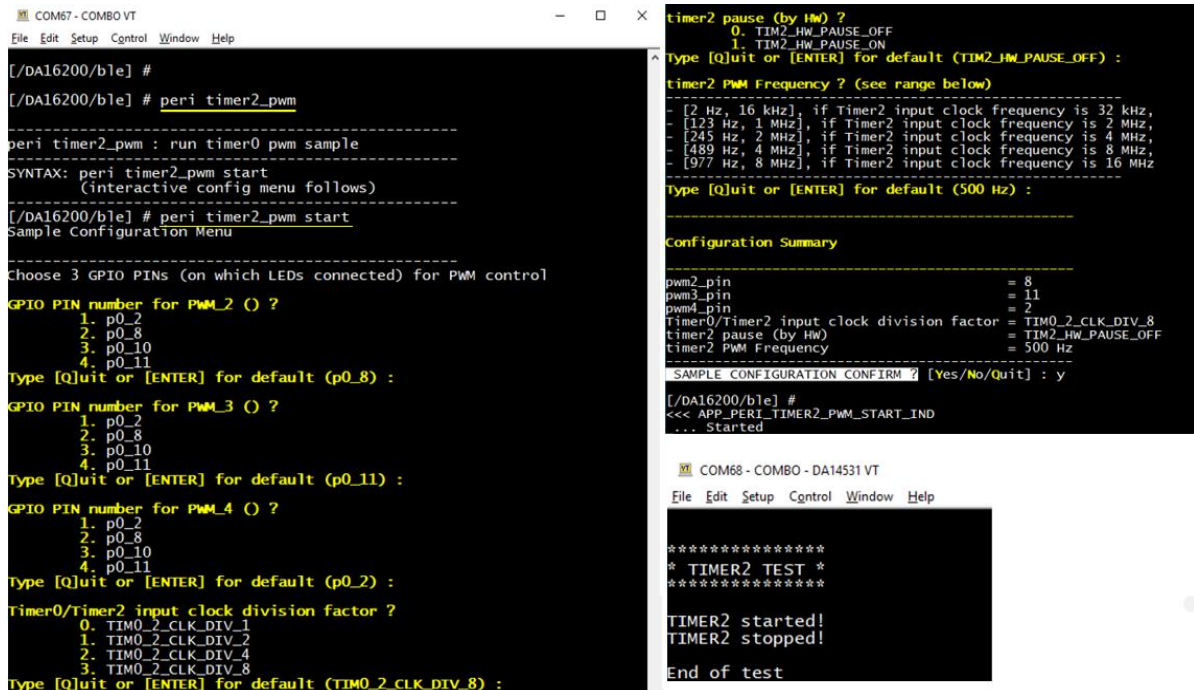 COM67 - COMBO VT
File Edit Setup Control Window Help
[/DA16200/ble] #
[/DA16200/ble] # peri timer2_pwm
--------------------------------------------------
peri timer2_pwm : run timer0 pwm sample
--------------------------------------------------
SYNTAX: peri timer2_pwm start
(interactive config menu follows)
--------------------------------------------------
[/DA16200/ble] # peri timer2_pwm start
Sample Configuration Menu
--------------------------------------------------
Choose 3 GPIO PINs (on which LEDs connected) for PWM control
GPIO PIN number for PWM_2 () ?
1. p0_2
2. p0_8
3. p0_10
4. p0_11
Type [Q]uit or [ENTER] for default (p0_8) :
GPIO PIN number for PWM_3 () ?
1. p0_2
2. p0_8
3. p0_10
4. p0_11
Type [Q]uit or [ENTER] for default (p0_11) :
GPIO PIN number for PWM_4 () ?
1. p0_2
2. p0_8
3. p0_10
4. p0_11
Type [Q]uit or [ENTER] for default (p0_2) :
Timer0/Timer2 input clock division factor ?
0. TIM0_2_CLK_DIV_1
1. TIM0_2_CLK_DIV_2
2. TIM0_2_CLK_DIV_4
3. TIM0_2_CLK_DIV_8
Type [Q]uit or [ENTER] for default (TIM0_2_CLK_DIV_8) :
timer2 pause (by HW) ?
0. TIM2_HW_PAUSE_OFF
1. TIM2_HW_PAUSE_ON
Type [Q]uit or [ENTER] for default (TIM2_HW_PAUSE_OFF) :
timer2 PWM Frequency ? (see range below)
--------------------------------------------------
- [2 Hz, 16 kHz], if Timer2 input clock frequency is 32 kHz,
- [123 Hz, 1 MHz], if Timer2 input clock frequency is 2 MHz,
- [245 Hz, 2 MHz], if Timer2 input clock frequency is 4 MHz,
- [489 Hz, 4 MHz], if Timer2 input clock frequency is 8 MHz,
- [977 Hz, 8 MHz], if Timer2 input clock frequency is 16 MHz
--------------------------------------------------
Type [Q]uit or [ENTER] for default (500 Hz) :
--------------------------------------------------
Configuration Summary
--------------------------------------------------
pwm2_pin = 8
pwm3_pin = 11
pwm4_pin = 2
Timer0/Timer2 input clock division factor = TIM0_2_CLK_DIV_8
timer2 pause (by HW) = TIM2_HW_PAUSE_OFF
timer2 PWM Frequency = 500 Hz
--------------------------------------------------
SAMPLE CONFIGURATION CONFIRM ? [Yes/No/Quit] : y
[/DA16200/ble] #
<<< APP_PERI_TIMER2_PWM_START_IND
... Started
COM68 - COMBO - DA14531 VT
File Edit Setup Control Window Help
***************
* TIMER2 TEST *
***************
TIMER2 started!
TIMER2 stopped!
End of test